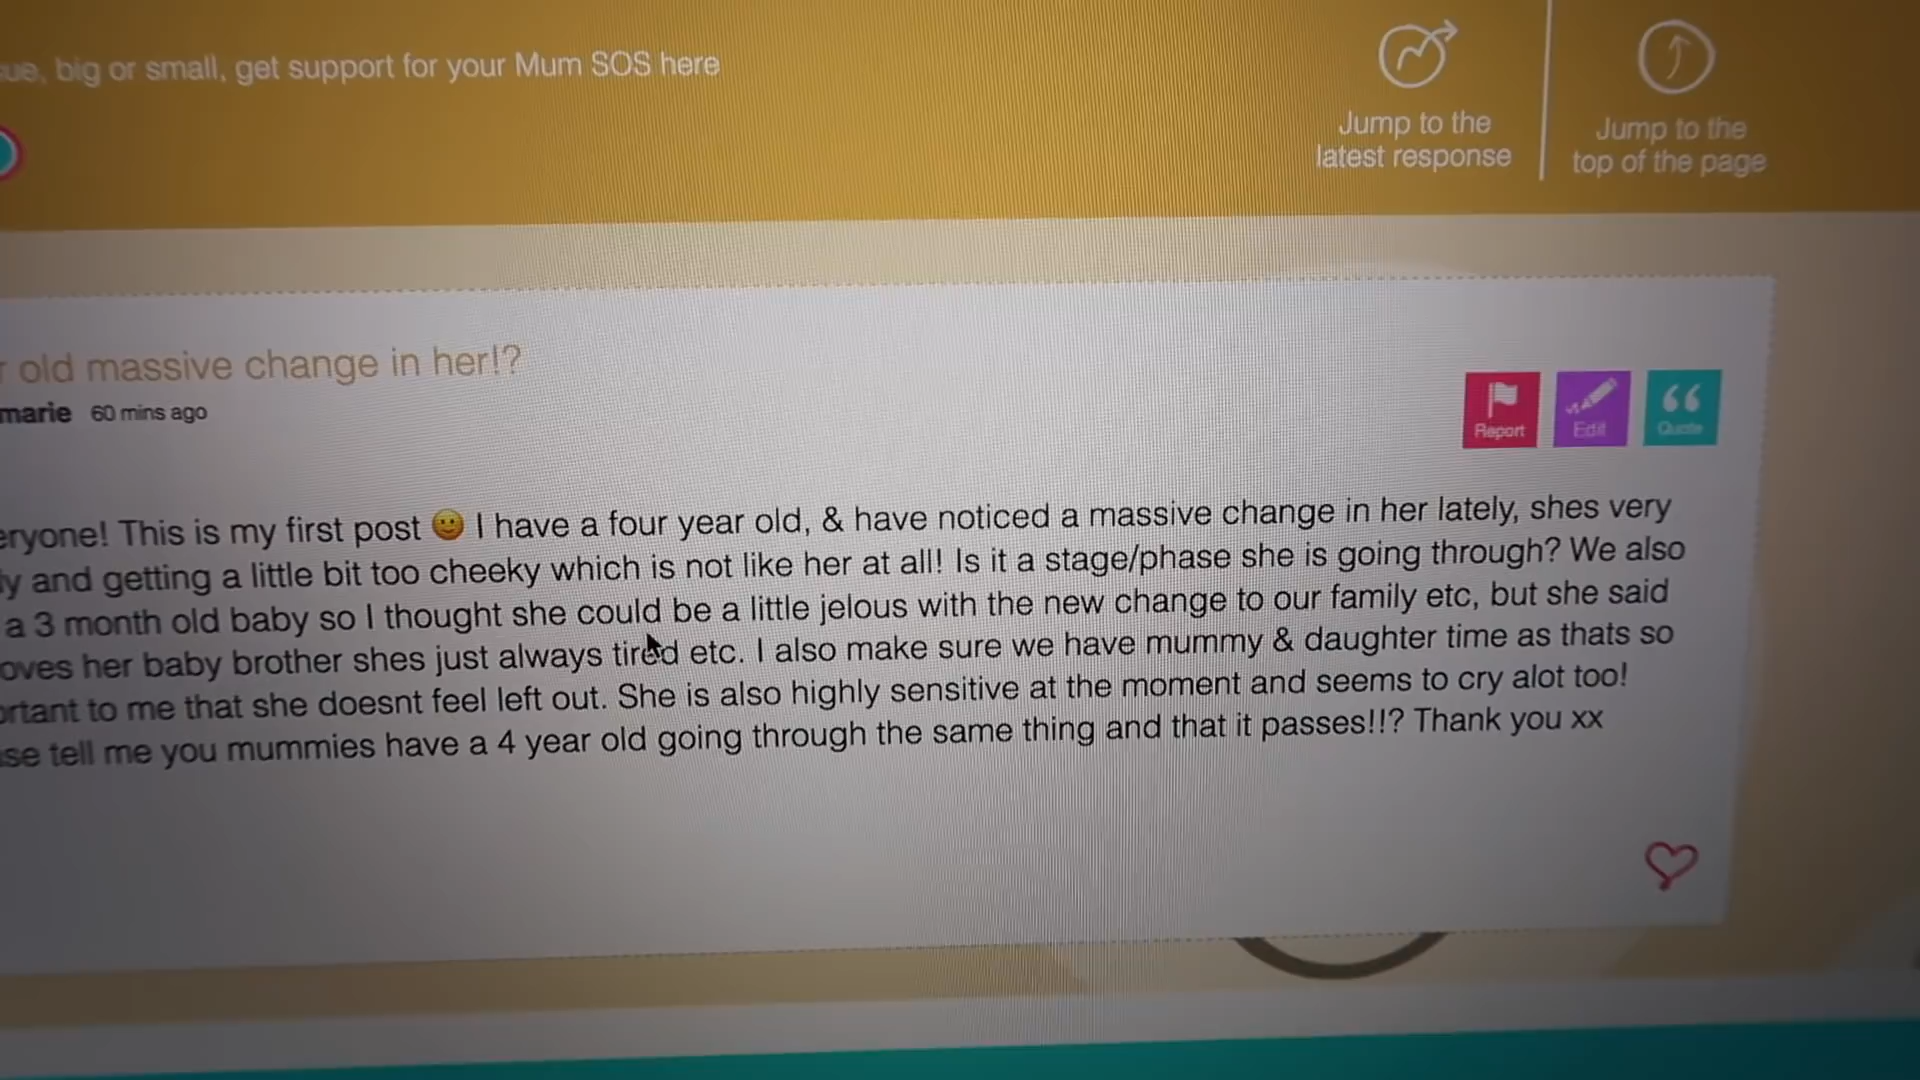 big or small, get support for your Mum SOS here
Jump to the
latest response
Jump to the
top of the page
old massive change in her!?
marie 60 mins ago
Report
Edit
Quote
eryone! This is my first post 🙂 I have a four year old, & have noticed a massive change in her lately, shes very
y and getting a little bit too cheeky which is not like her at all! Is it a stage/phase she is going through? We also
a 3 month old baby so I thought she could be a little jelous with the new change to our family etc, but she said
oves her baby brother shes just always tired etc. I also make sure we have mummy & daughter time as thats so
ortant to me that she doesnt feel left out. She is also highly sensitive at the moment and seems to cry alot too!
se tell me you mummies have a 4 year old going through the same thing and that it passes!!? Thank you xx